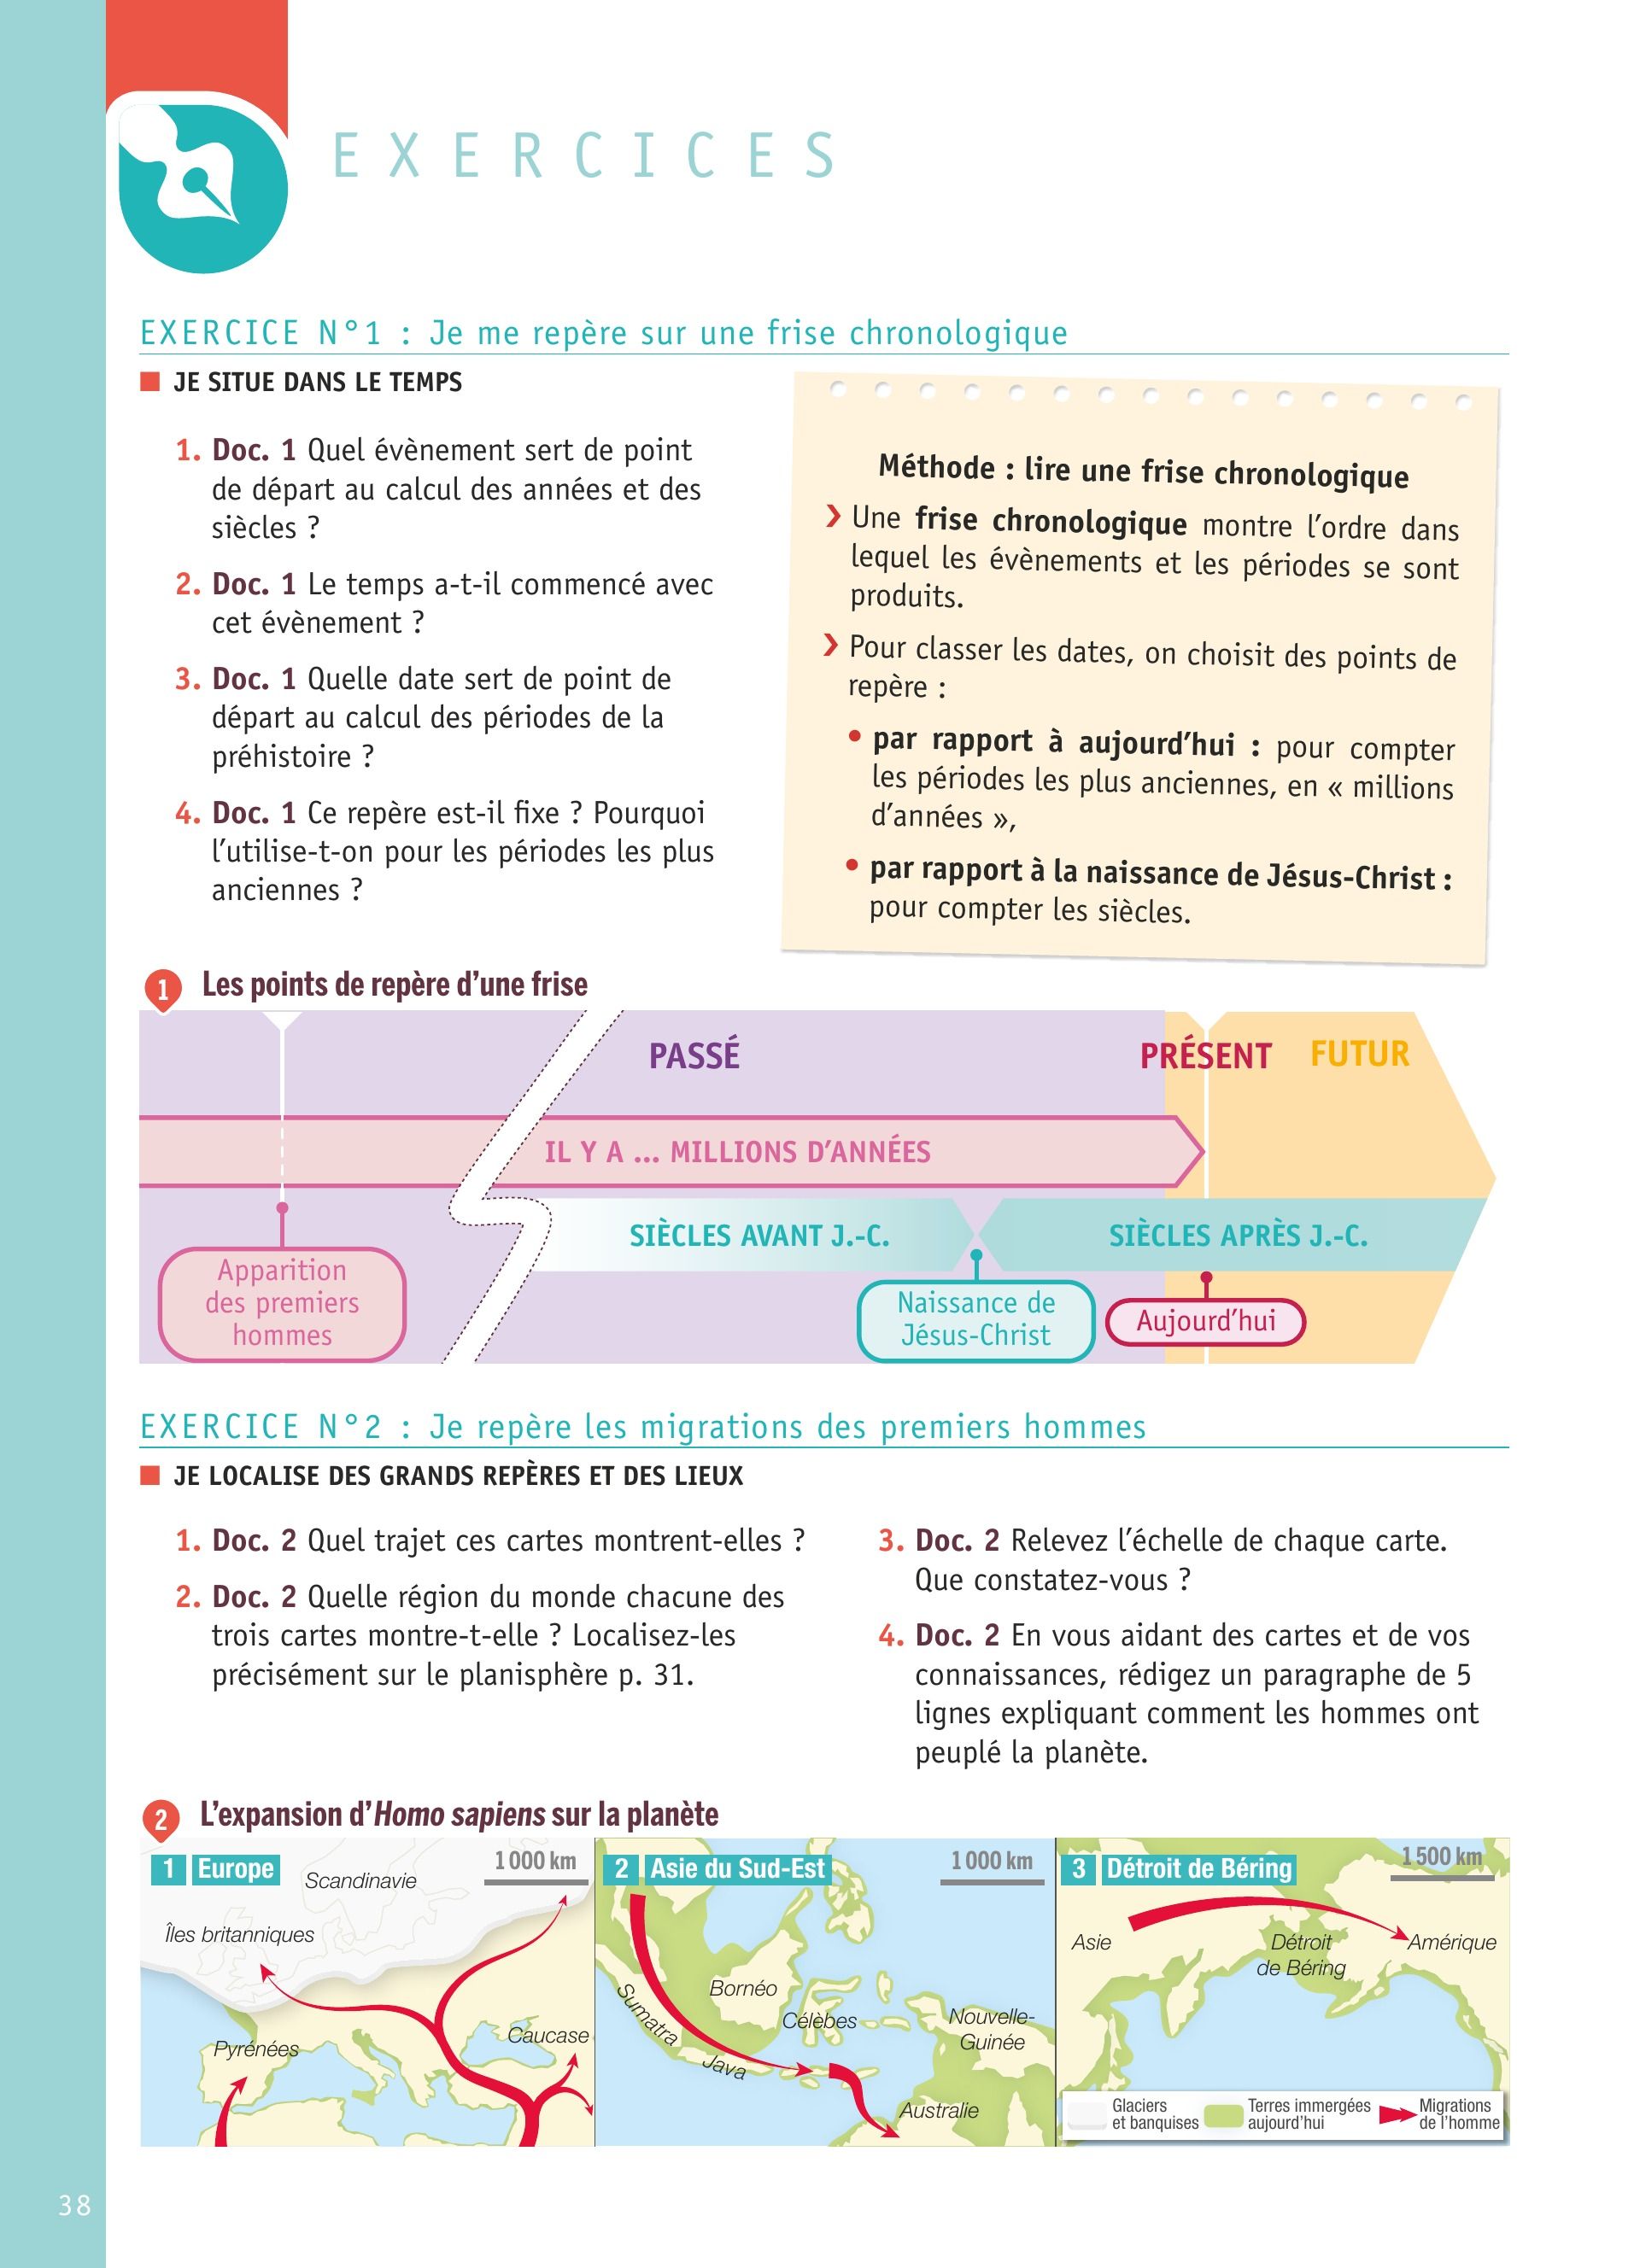 EXERCICES
EXERCICE N°1 : Je me repère sur une frise chronologique
JE SITUE DANS LE TEMPS
1. Doc. 1 Quel évènement sert de point
de départ au calcul des années et des
siècles ?
2. Doc. 1 Le temps a-t-il commencé avec
cet évènement ?
3. Doc. 1 Quelle date sert de point de
départ au calcul des périodes de la
préhistoire ?
4. Doc. 1 Ce repère est-il fixe ? Pourquoi
l’utilise-t-on pour les périodes les plus
anciennes ?
Méthode : lire une frise chronologique
› Une frise chronologique montre l’ordre dans
lequel les évènements et les périodes se sont
produits.
› Pour classer les dates, on choisit des points de
repère :
• par rapport à aujourd’hui : pour compter
les périodes les plus anciennes, en « millions
d’années »,
• par rapport à la naissance de Jésus-Christ :
pour compter les siècles.
1 Les points de repère d’une frise
PASSÉ
PRÉSENT
FUTUR
IL Y A ... MILLIONS D’ANNÉES
SIÈCLES AVANT J.-C.
SIÈCLES APRÈS J.-C.
Apparition
des premiers
hommes
Naissance de
Jésus-Christ
Aujourd’hui
EXERCICE N°2 : Je repère les migrations des premiers hommes
JE LOCALISE DES GRANDS REPÈRES ET DES LIEUX
1. Doc. 2 Quel trajet ces cartes montrent-elles ?
2. Doc. 2 Quelle région du monde chacune des
trois cartes montre-t-elle ? Localisez-les
précisément sur le planisphère p. 31.
3. Doc. 2 Relevez l’échelle de chaque carte.
Que constatez-vous ?
4. Doc. 2 En vous aidant des cartes et de vos
connaissances, rédigez un paragraphe de 5
lignes expliquant comment les hommes ont
peuplé la planète.
2 L’expansion d’Homo sapiens sur la planète
1 Europe
1 000 km
Scandinavie
Îles britanniques
Pyrénées
Caucase
2 Asie du Sud-Est
1 000 km
Bornéo
Sumatra
Célèbes
Java
Nouvelle-
Guinée
Australie
3 Détroit de Béring
1 500 km
Asie
Détroit
de Béring
Amérique
Glaciers
et banquises
Terres immergées
aujourd’hui
Migrations
de l’homme
38